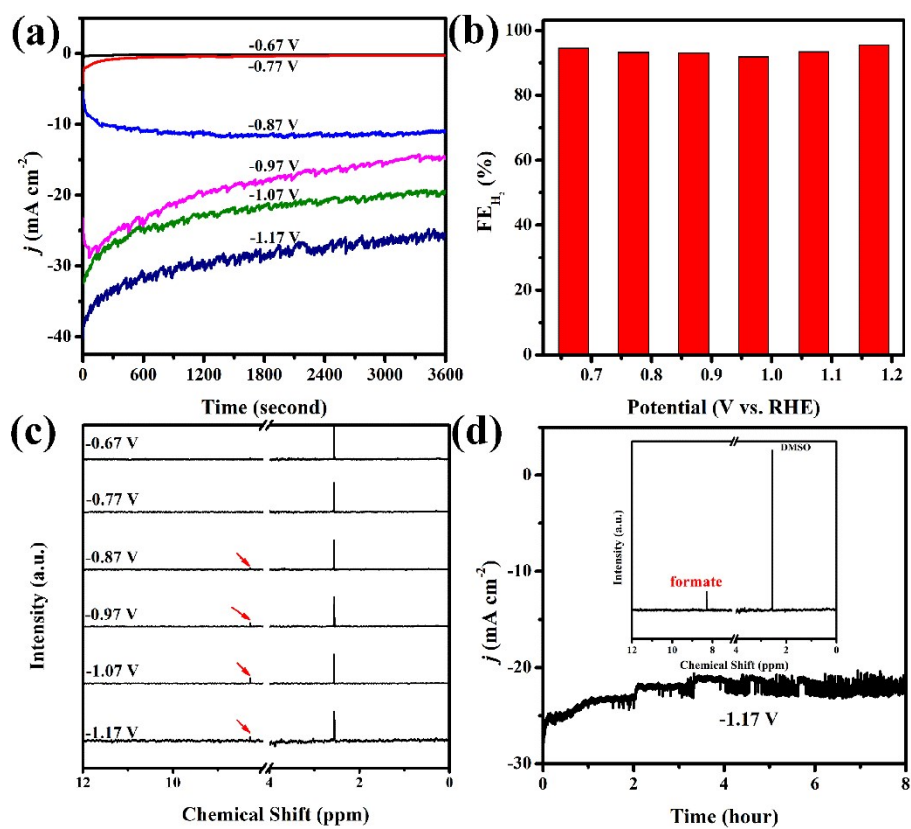 (a)
0
-10
-20
-30
-40
j (mA cm-2)
-0.67 V
-0.77 V
-0.87 V
-0.97 V
-1.07 V
-1.17 V
0 600 1200 1800 2400 3000 3600
Time (second)
(b)
100
80
60
40
20
0
FEH2 (%)
0.7 0.8 0.9 1.0 1.1 1.2
Potential (V vs. RHE)
(c)
-0.67 V
-0.77 V
-0.87 V
-0.97 V
-1.07 V
-1.17 V
Intensity (a.u.)
12 10 4 2 0
Chemical Shift (ppm)
(d)
0
-10
-20
-30
j (mA cm-2)
DMSO
formate
Intensity (a.u.)
12 10 8 4 2 0
Chemical Shift (ppm)
-1.17 V
0 2 4 6 8
Time (hour)